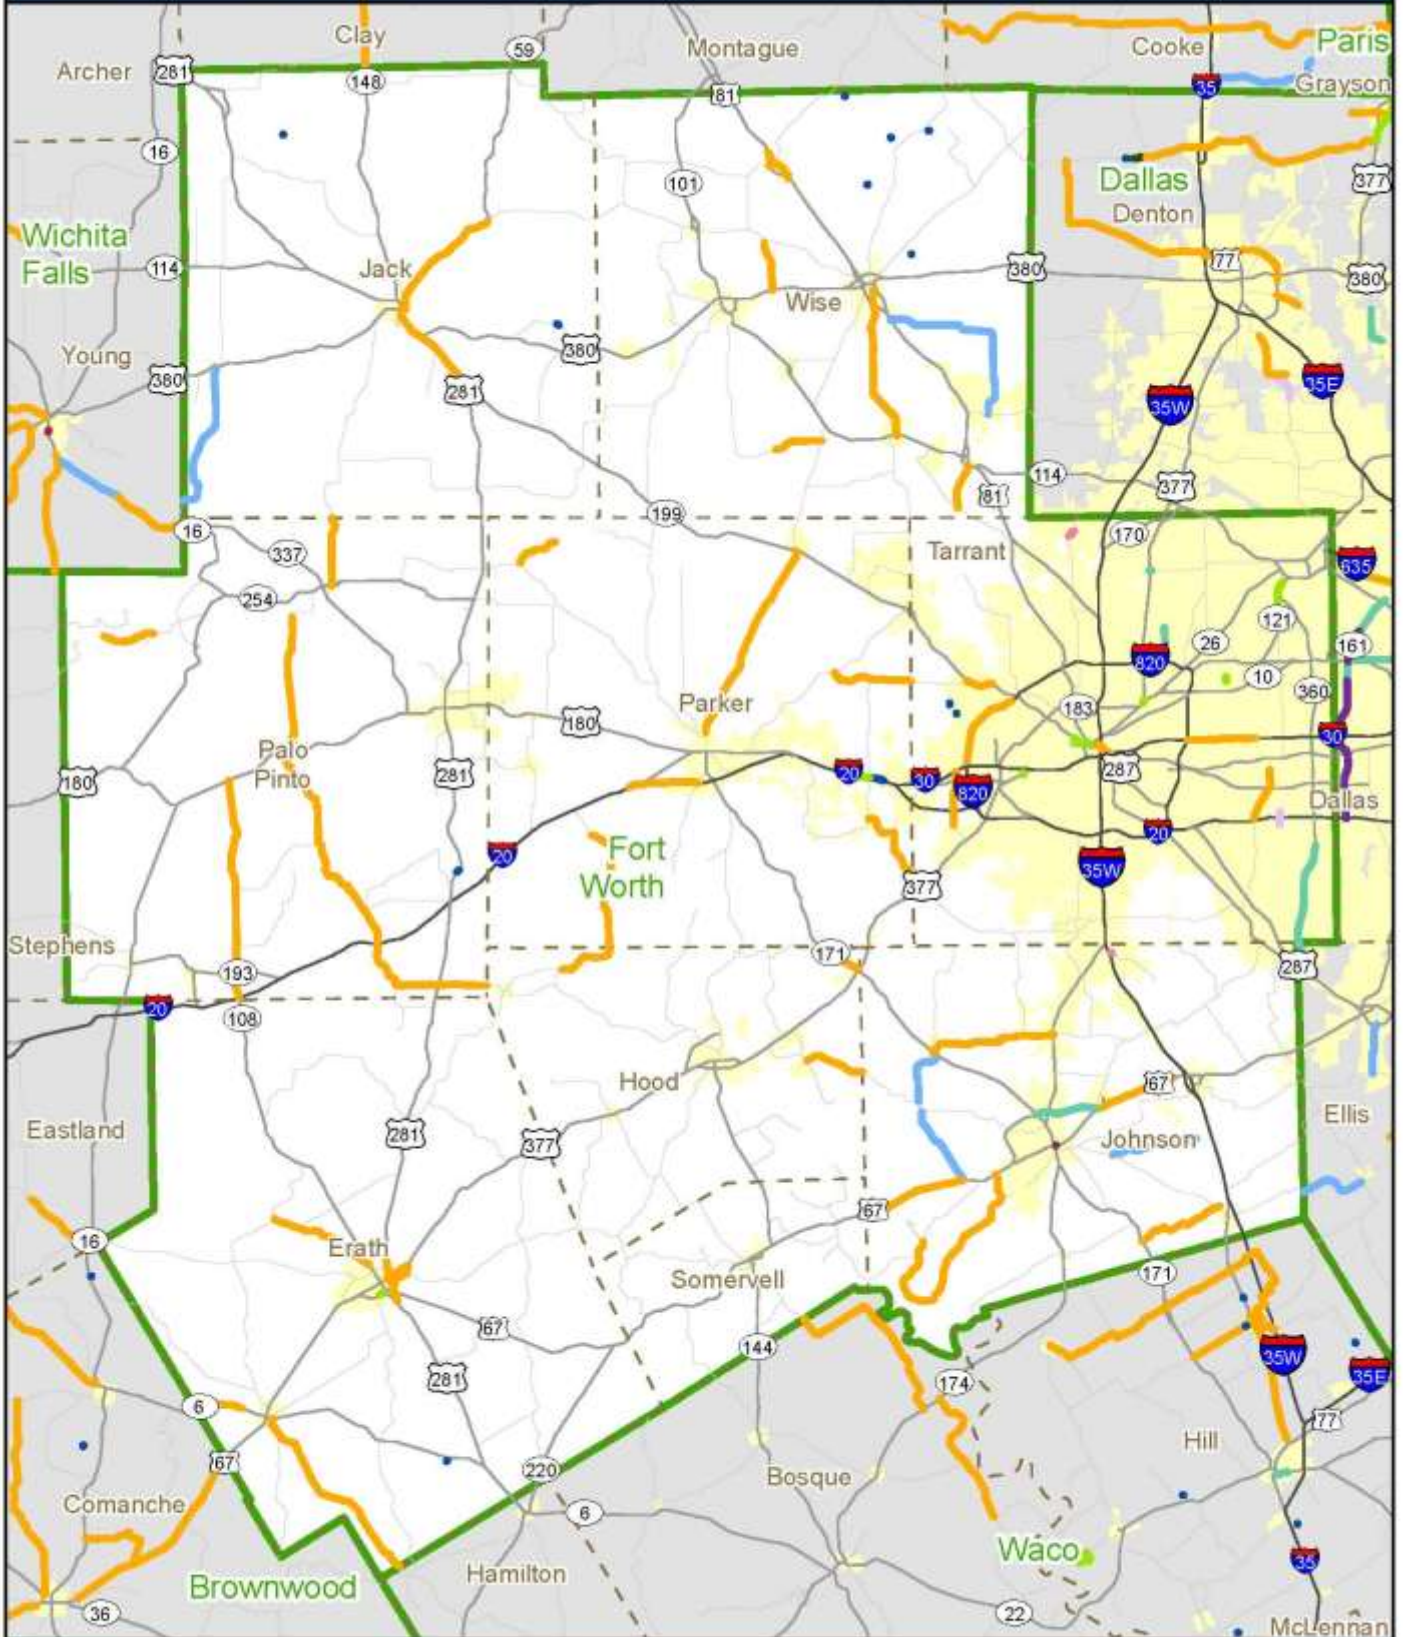 Clay
59
Montague
Cooke
Paris
Archer
281
148
81
35
Grayson
16
101
Dallas
377
Denton
Wichita
Falls
114
Jack
380
77
380
Wise
Young
380
380
281
35W
35E
114
377
81
16
199
170
337
Tarrant
635
254
121
26
161
820
10
360
Parker
183
180
30
Palo
Pinto
180
281
20
30
287
820
Dallas
20
20
Fort
Worth
35W
377
Stephens
171
287
193
20
108
Hood
67
Ellis
Eastland
281
377
Johnson
67
16
Erath
Somervell
171
67
144
35W
281
35E
174
6
77
67
Hill
220
Bosque
Comanche
6
Waco
35
Hamilton
Brownwood
36
22
McLennan